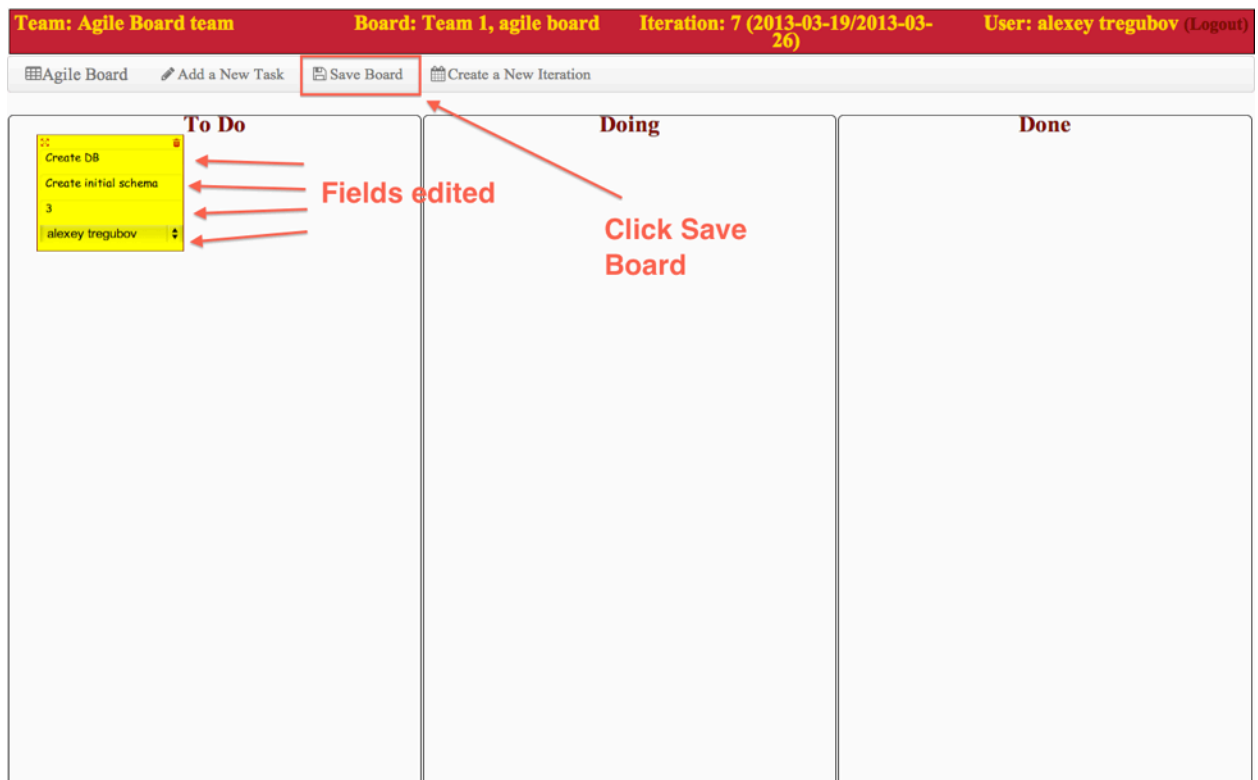 Team: Agile Board team
Board: Team 1, agile board
Iteration: 7 (2013-03-19/2013-03-
26)
User: alexey tregubov (Logout)
Agile Board
Add a New Task
Save Board
Create a New Iteration
To Do
Doing
Done
Create DB
Create initial schema
3
alexey tregubov
Fields edited
Click Save
Board